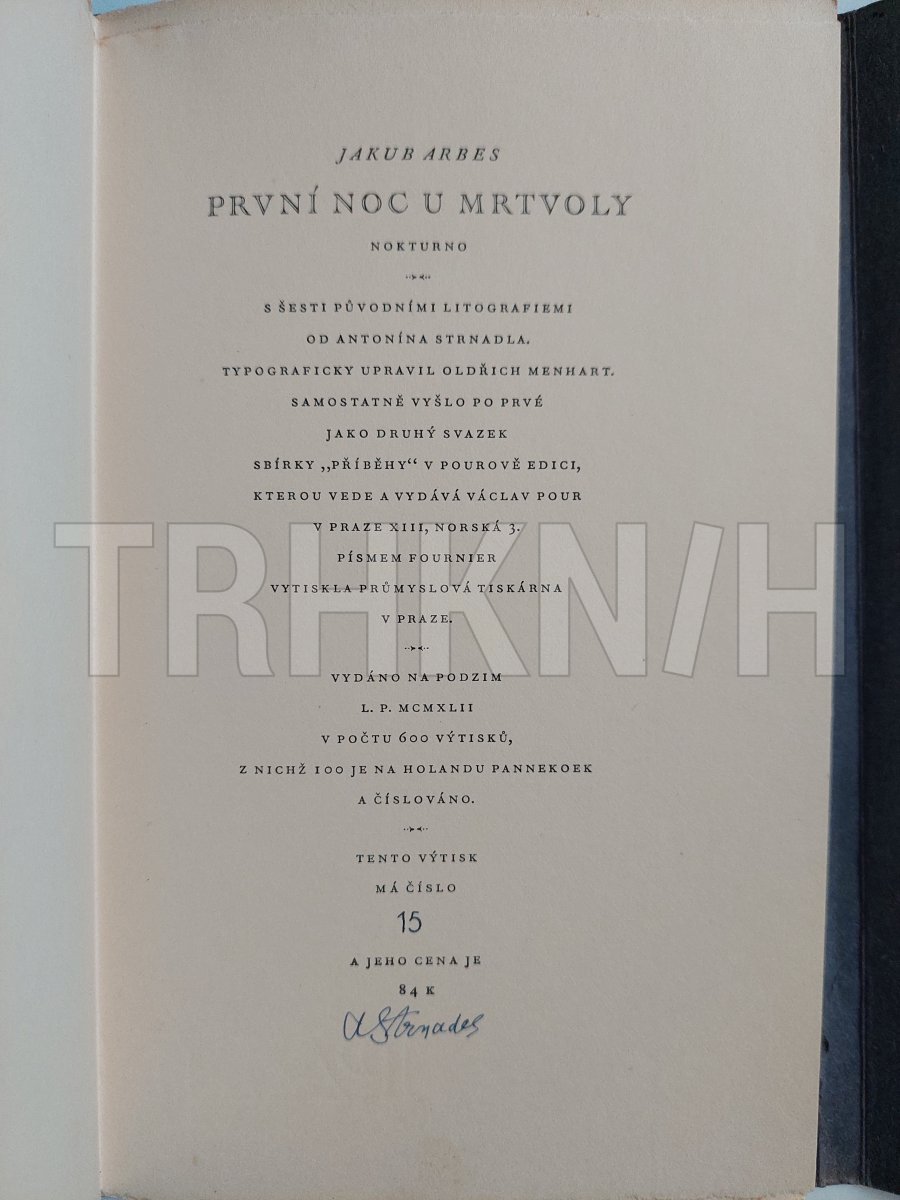 JAKUB ARBES
PRVNÍ NOC U MRTVOLY
NOKTURNO
S ŠESTI PŮVODNÍMI LITOGRAFIEMI
OD ANTONÍNA STRNADLA.
TYPOGRAFICKY UPRAVIL OLDŘICH MENHART.
SAMOSTATNĚ VYŠLO PO PRVÉ
JAKO DRUHÝ SVAZEK
SBÍRKY „PŘÍBĚHY“ V POUROVĚ EDICI,
KTEROU VEDE A VYDÁVÁ VÁCLAV POUR
V PRAZE XIII, NORSKÁ 3.
PÍSMEM FOURNIER
VYTISKLA PRŮMYSLOVÁ TISKÁRNA
V PRAZE.
VYDÁNO NA PODZIM
L. P. MCMXLII
V POČTU 600 VÝTISKŮ,
Z NICHŽ 100 JE NA HOLANDU PANNEKOEK
A ČÍSLOVÁNO.
TENTO VÝTISK
MÁ ČÍSLO
15
A JEHO CENA JE
84 K
AStrnadel
TRHKNIH